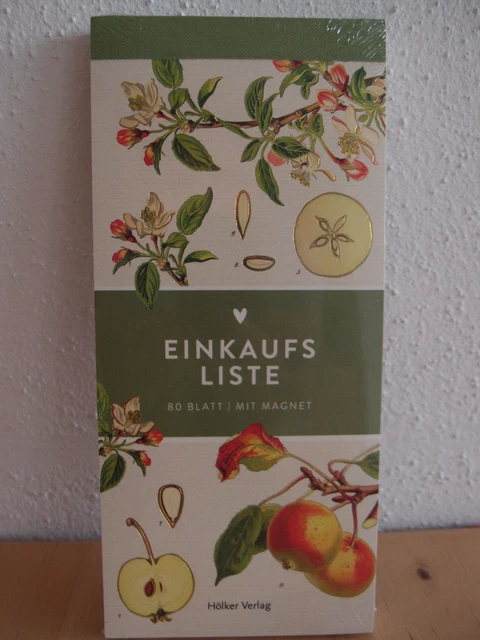 EINKAUFS
LISTE
80 BLATT | MIT MAGNET
Hölker Verlag